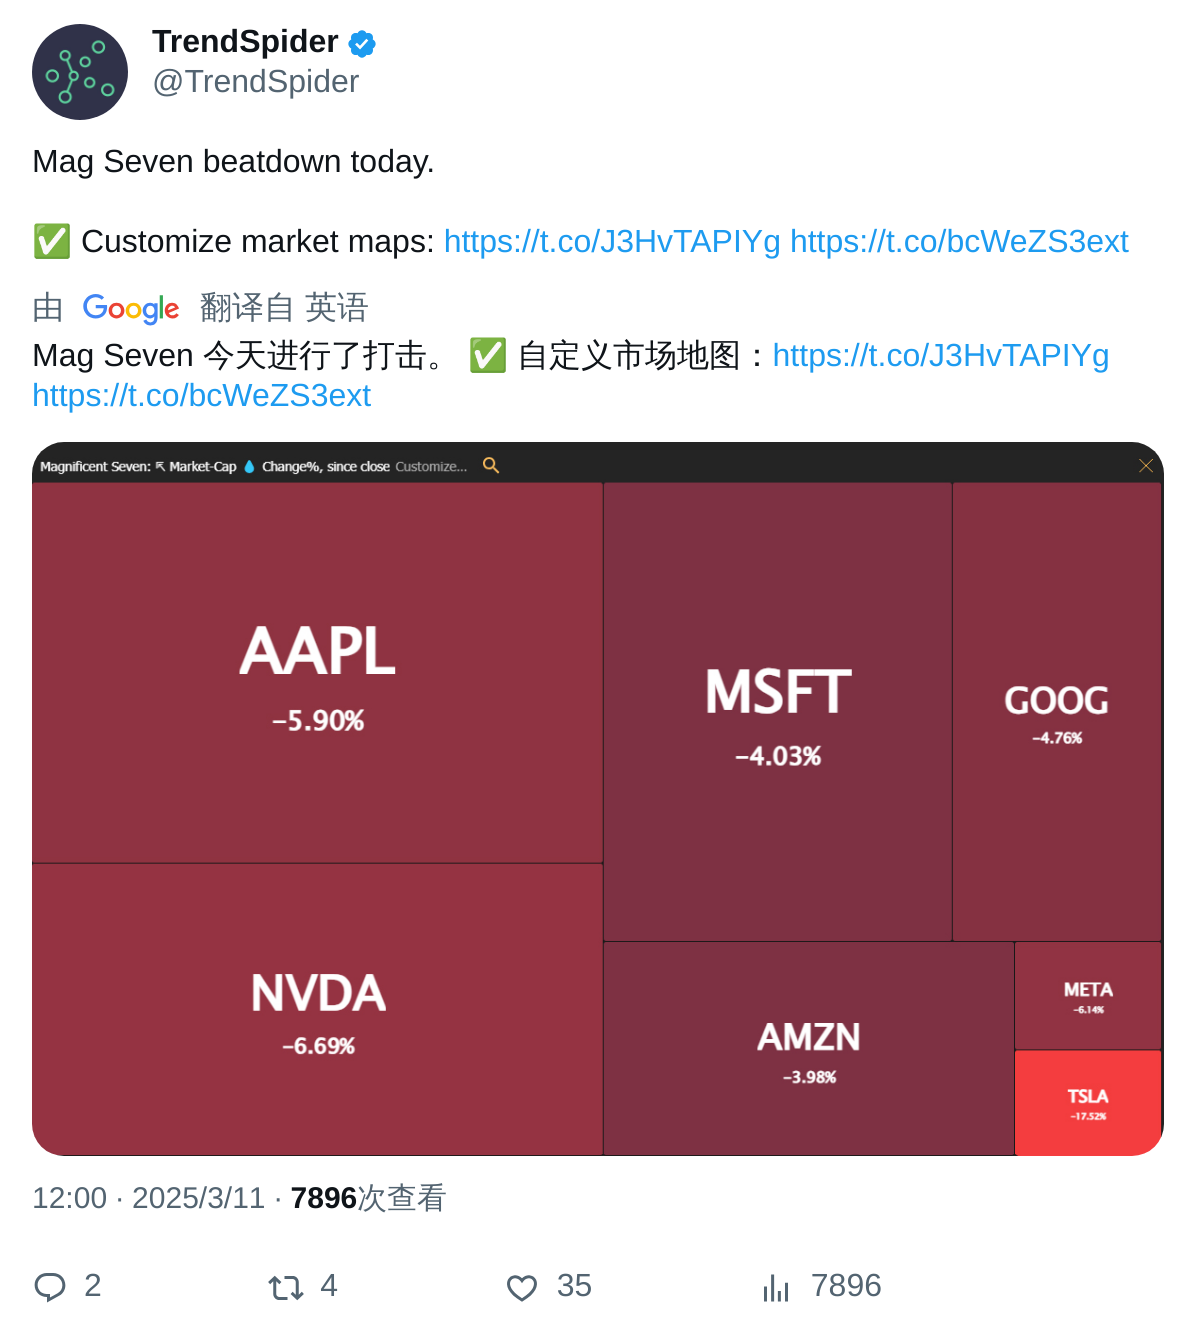 TrendSpider
@TrendSpider
Mag Seven beatdown today.
✅ Customize market maps: https://t.co/J3HvTAPIYg https://t.co/bcWeZS3ext
由 Google 翻译自 英语
Mag Seven 今天进行了打击。 ✅ 自定义市场地图：https://t.co/J3HvTAPIYg
https://t.co/bcWeZS3ext
Magnificent Seven: Market-Cap Change%, since close Customize...
AAPL
-5.90%
MSFT
-4.03%
GOOG
-4.76%
NVDA
-6.69%
AMZN
-3.98%
META
-6.14%
TSLA
-17.52%
12:00 · 2025/3/11 · 7896次查看
2 4 35 7896